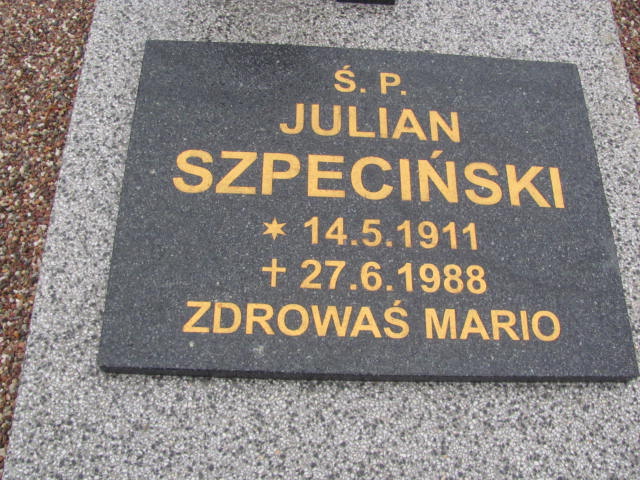 Ś. P.
JULIAN
SZPECIŃSKI
✶ 14.5.1911
✝ 27.6.1988
ZDROWAŚ MARIO